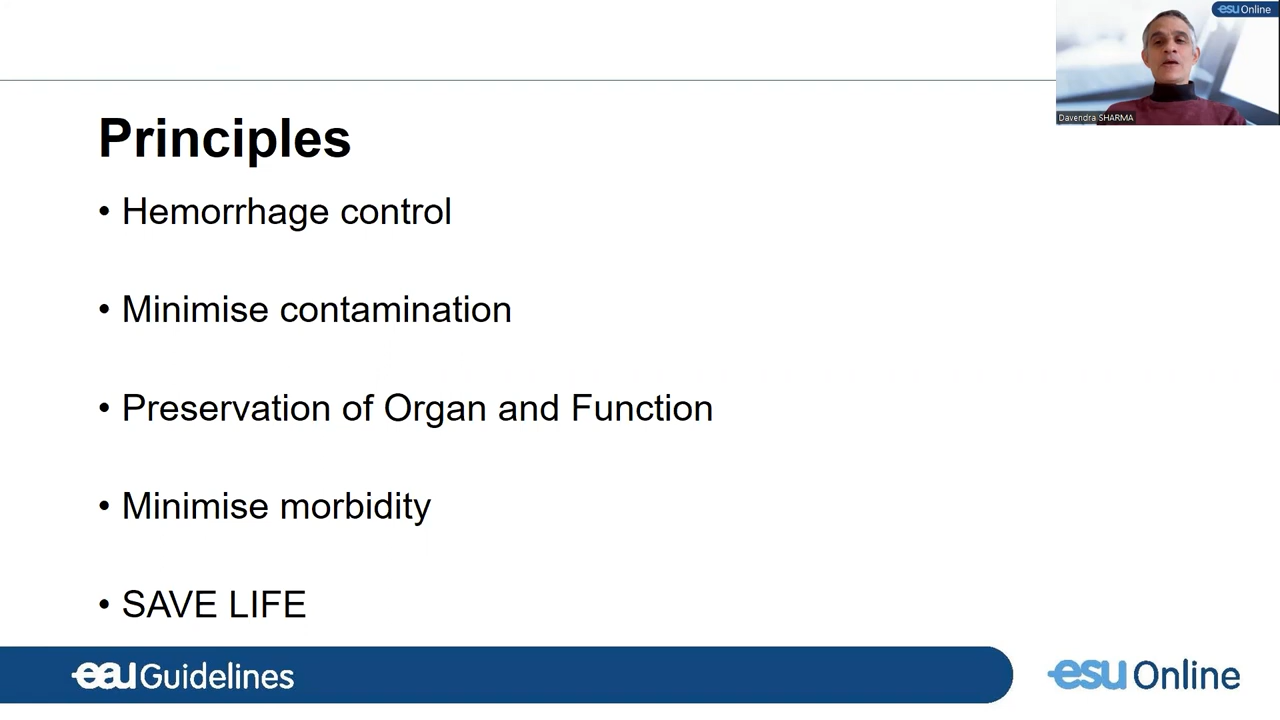 esu Online
Davendra SHARMA
Principles
• Hemorrhage control
• Minimise contamination
• Preservation of Organ and Function
• Minimise morbidity
• SAVE LIFE
eau Guidelines
esu Online